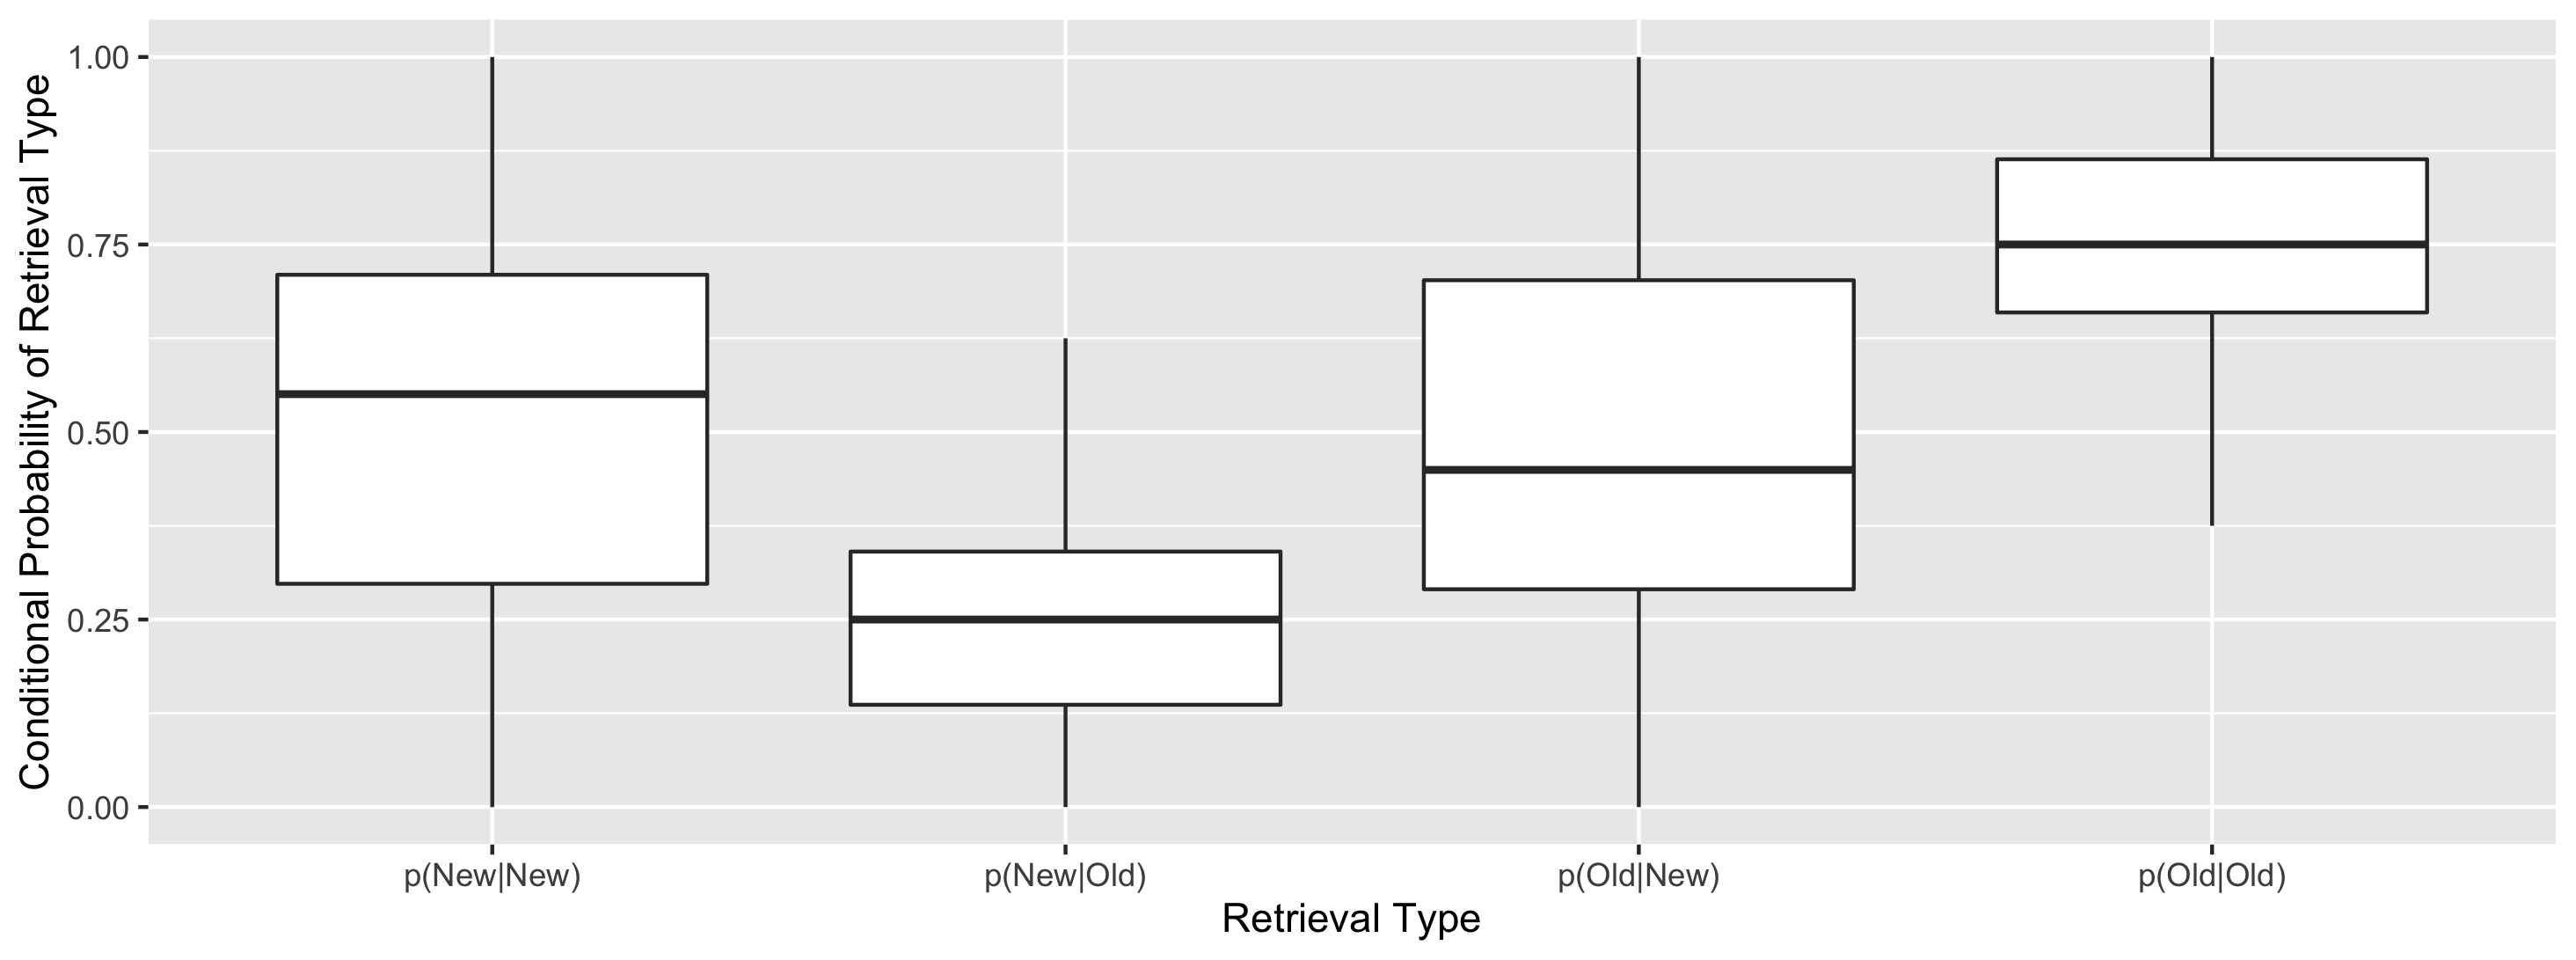 Conditional Probability of Retrieval Type
1.00
0.75
0.50
0.25
0.00
p(New|New)
p(New|Old)
p(Old|New)
p(Old|Old)
Retrieval Type